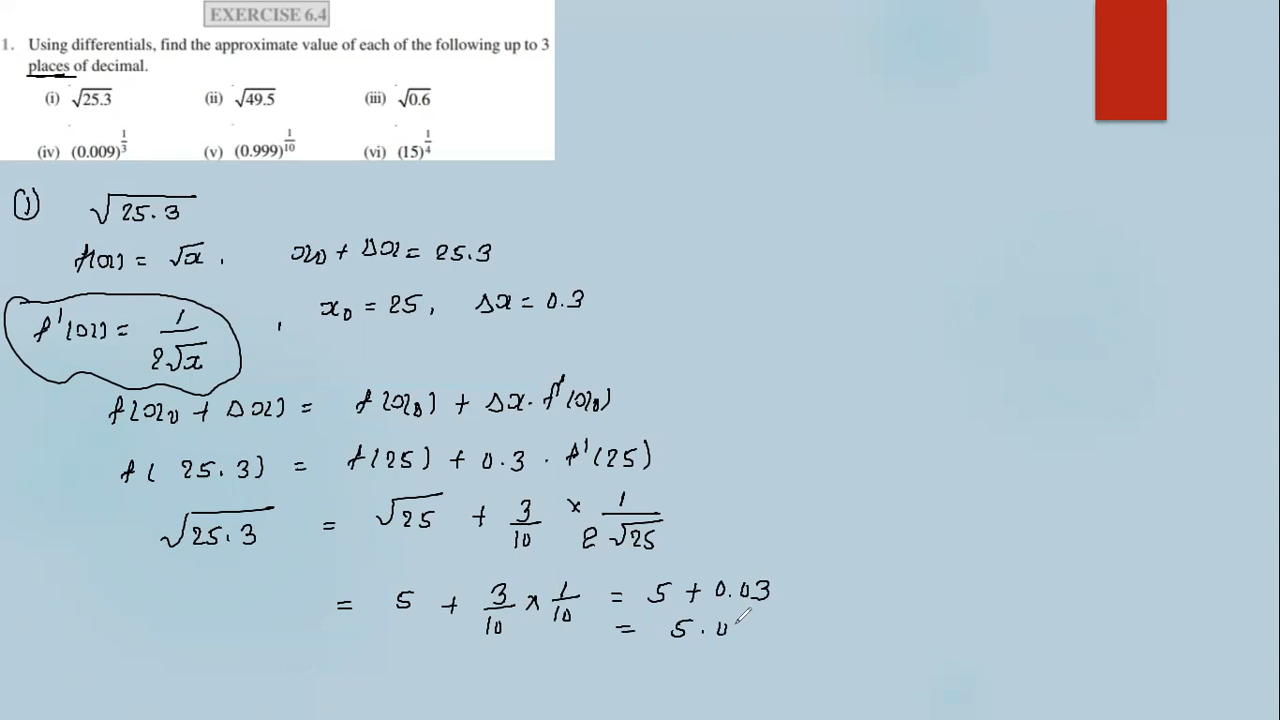 EXERCISE 6.4
1. Using differentials, find the approximate value of each of the following up to 3
places of decimal.
(i) √25.3 (ii) √49.5 (iii) √0.6
(iv) (0.009)^(1/3) (v) (0.999)^(1/10) (vi) (15)^(1/4)
(i) √25.3
f(x) = √x , x₀ + Δx = 25.3
f'(x) = 1/(2√x) , x₀ = 25, Δx = 0.3
f(x₀ + Δx) = f(x₀) + Δx · f'(x₀)
f( 25.3) = f(25) + 0.3 · f'(25)
√25.3 = √25 + 3/10 × 1/(2√25)
= 5 + 3/10 × 1/10 = 5 + 0.03
= 5.0